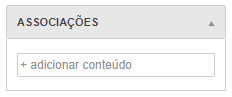 ASSOCIAÇÕES
+ adicionar conteúdo